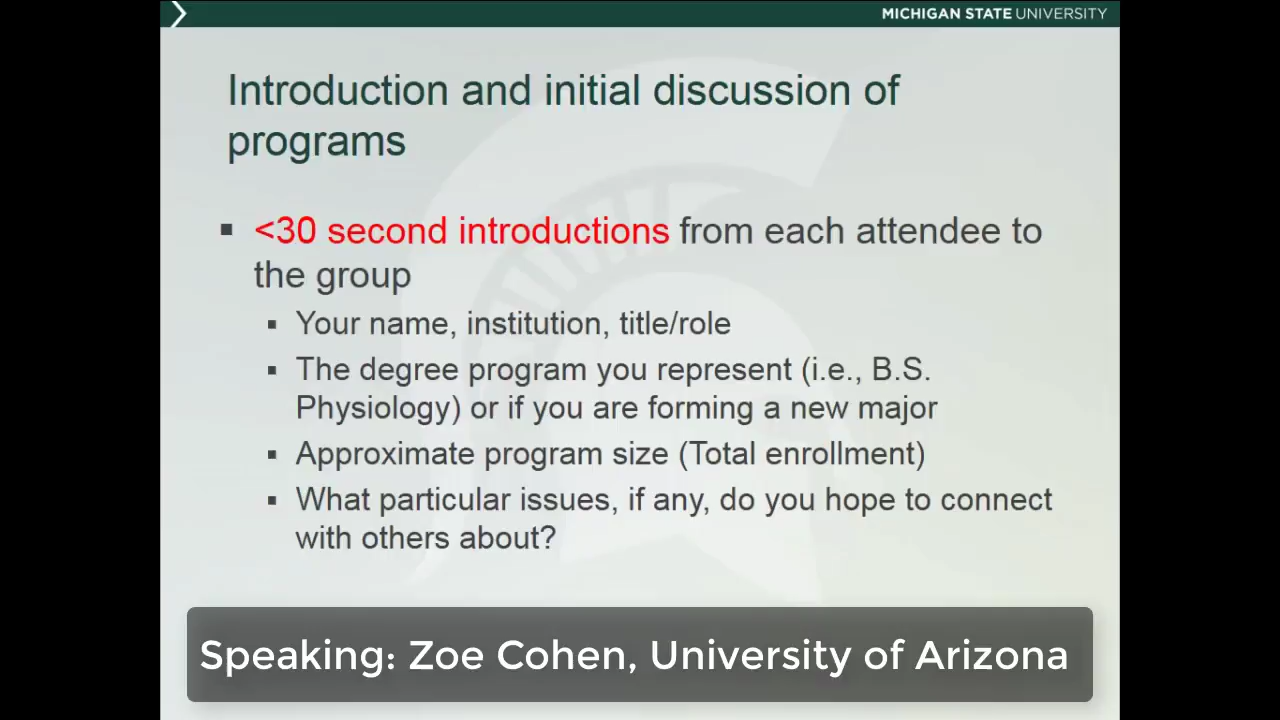 MICHIGAN STATE UNIVERSITY
Introduction and initial discussion of
programs
▪ <30 second introductions from each attendee to
the group
▪ Your name, institution, title/role
▪ The degree program you represent (i.e., B.S.
Physiology) or if you are forming a new major
▪ Approximate program size (Total enrollment)
▪ What particular issues, if any, do you hope to connect
with others about?
Speaking: Zoe Cohen, University of Arizona